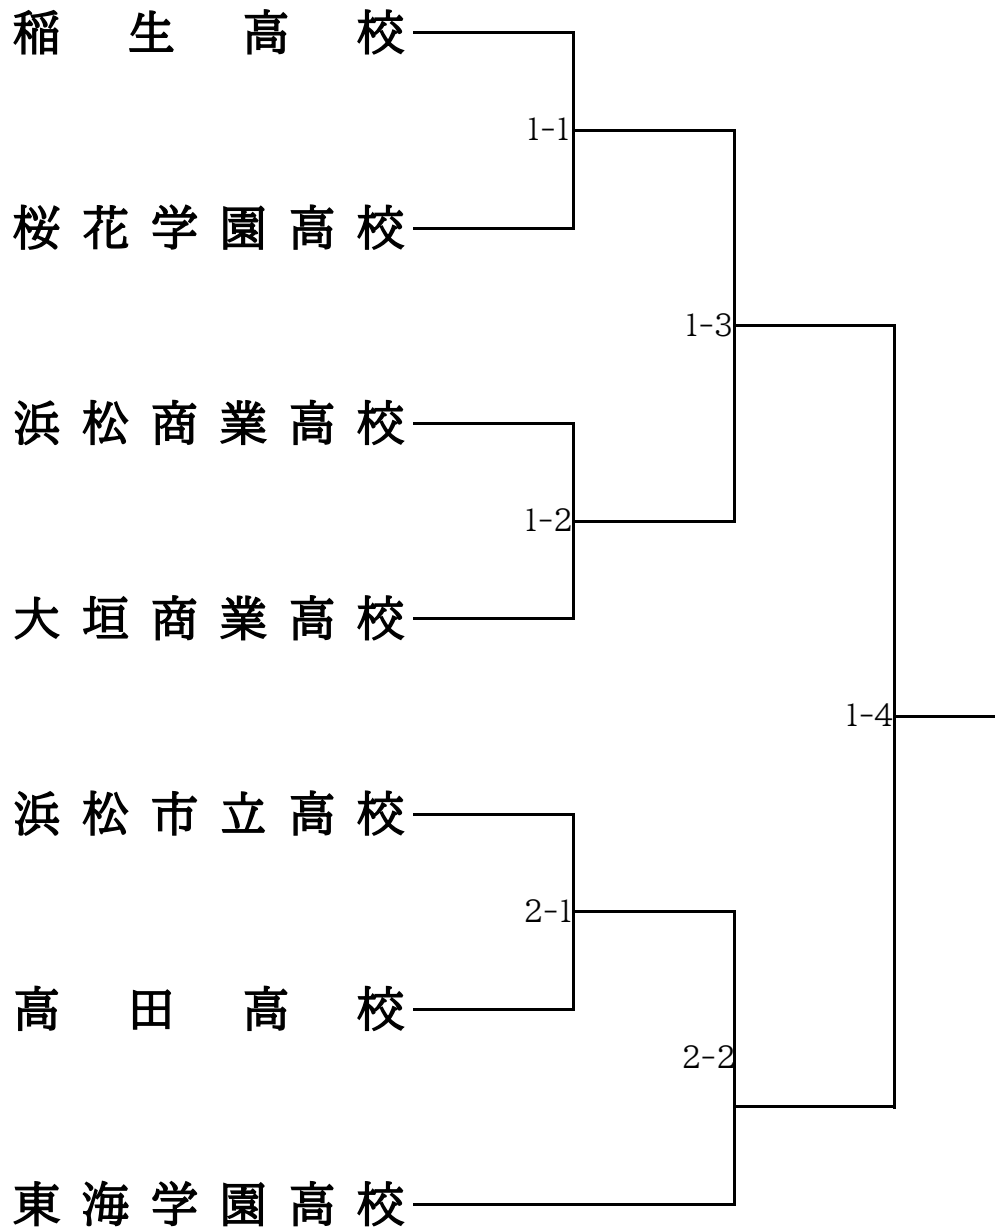 稲生高校
1-1
桜花学園高校
1-3
浜松商業高校
1-2
大垣商業高校
1-4
浜松市立高校
2-1
高田高校
2-2
東海学園高校